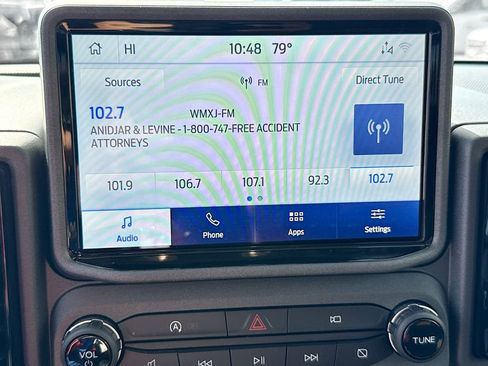 HI 10:48 79°
Sources FM Direct Tune
102.7 WMXJ-FM
ANIDJAR & LEVINE - 1-800-747-FREE ACCIDENT
ATTORNEYS
101.9 106.7 107.1 92.3 102.7
Audio Phone Apps Settings
VOL TUNE